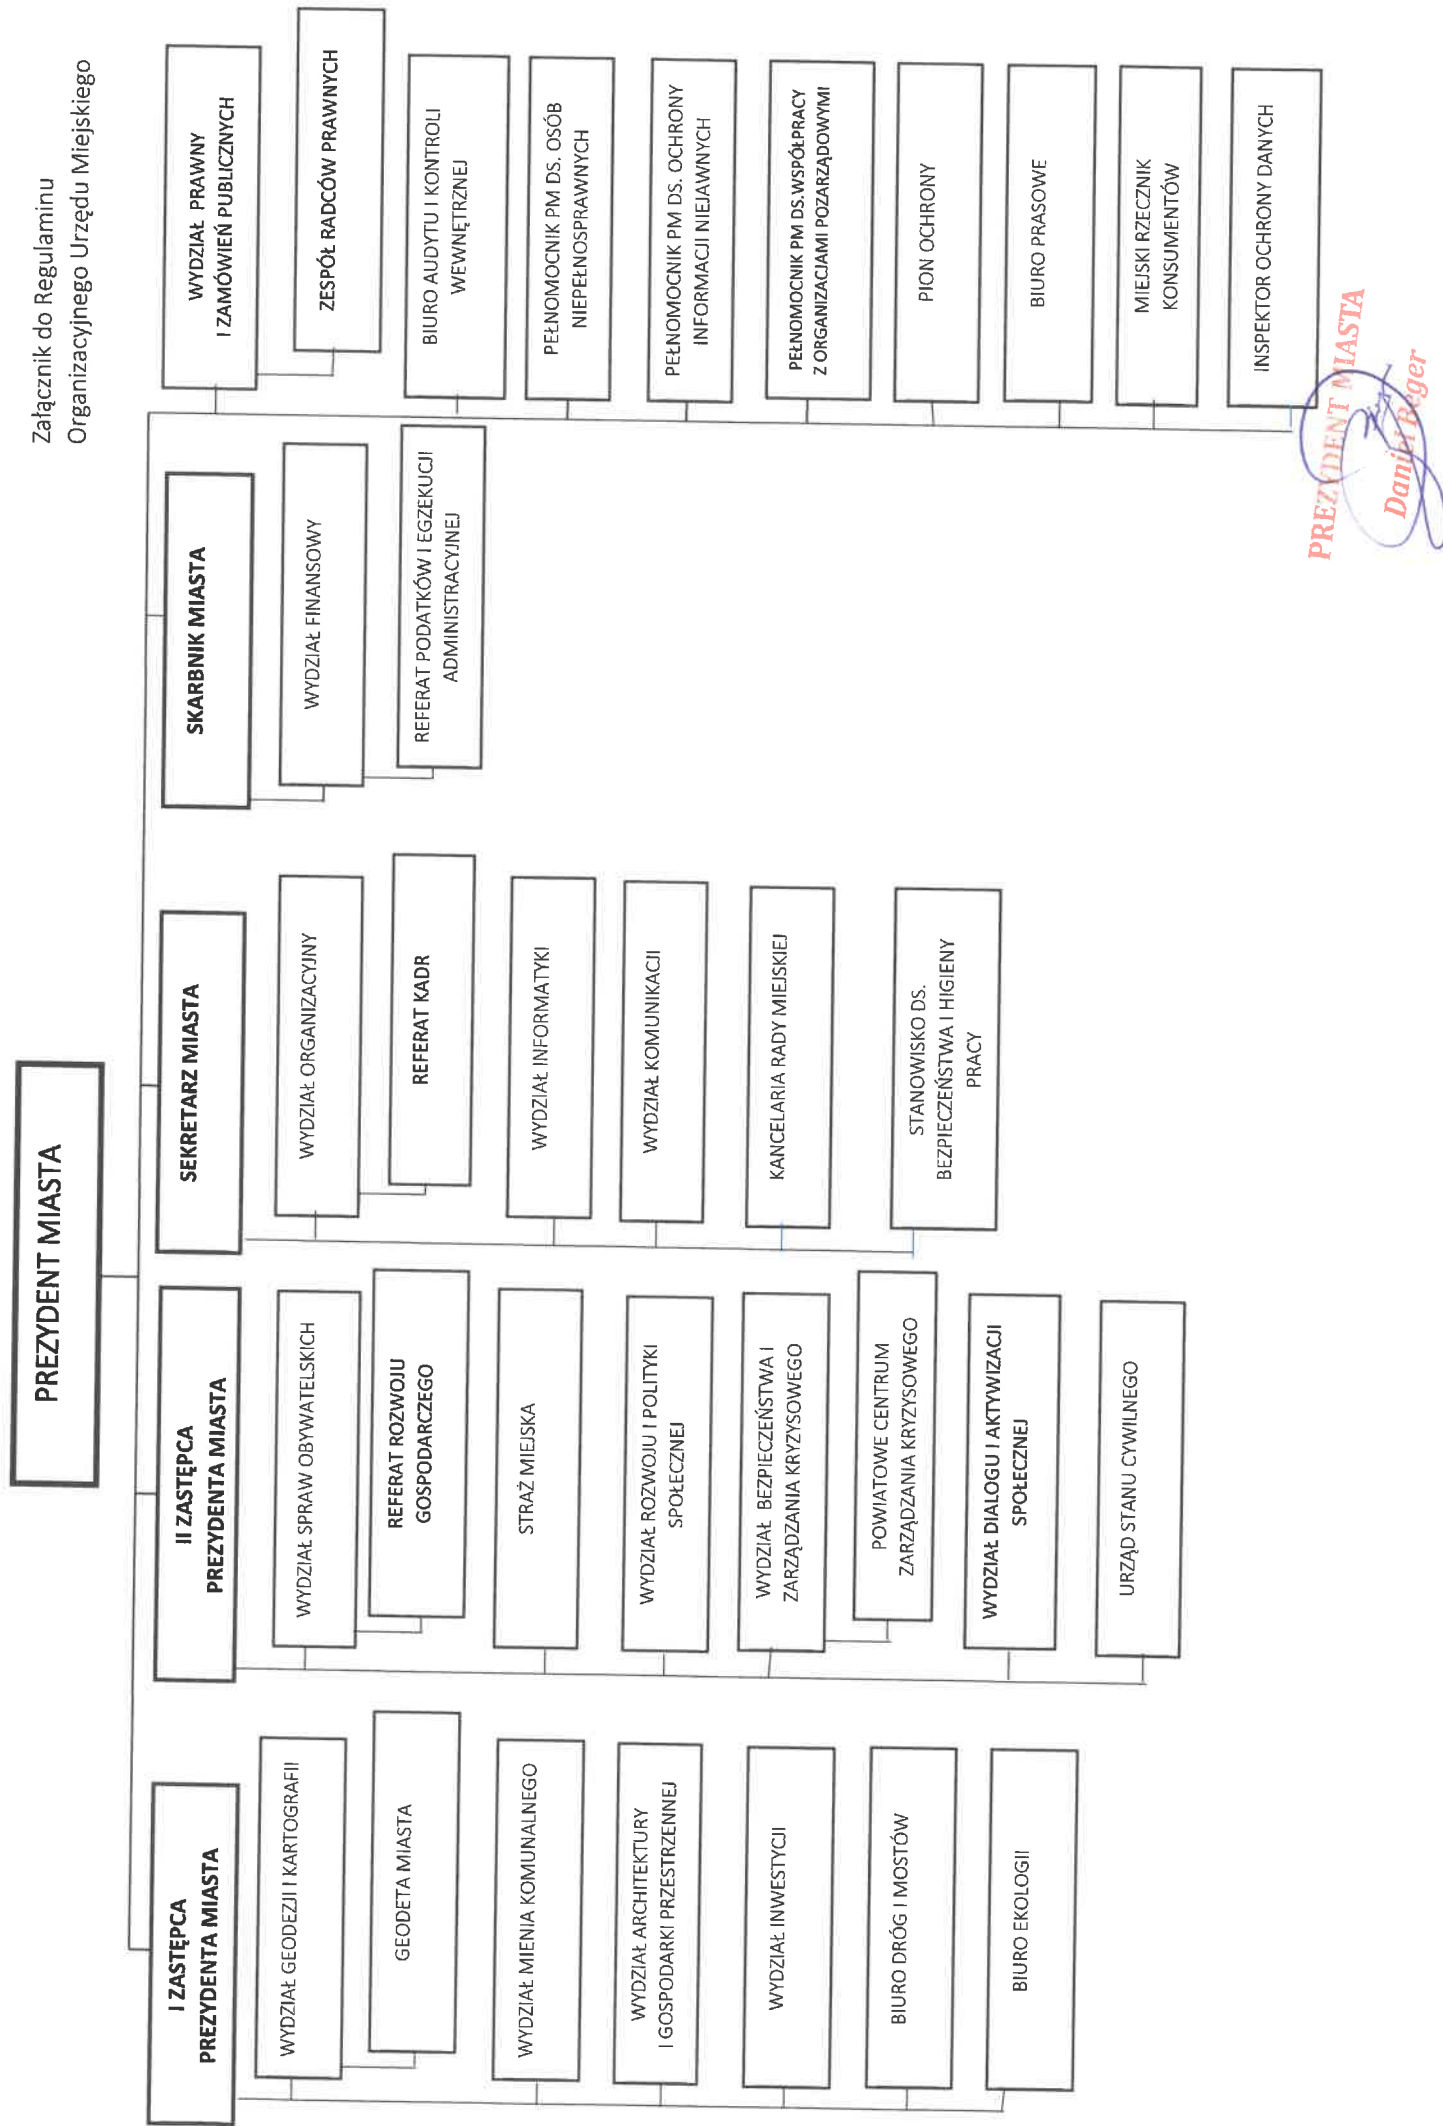 Załącznik do Regulaminu
Organizacyjnego Urzędu Miejskiego
PREZYDENT MIASTA
I ZASTĘPCA
PREZYDENTA MIASTA
WYDZIAŁ GEODEZJI I KARTOGRAFII
GEODETA MIASTA
WYDZIAŁ MIENIA KOMUNALNEGO
WYDZIAŁ ARCHITEKTURY
I GOSPODARKI PRZESTRZENNEJ
WYDZIAŁ INWESTYCJI
BIURO DRÓG I MOSTÓW
BIURO EKOLOGII
II ZASTĘPCA
PREZYDENTA MIASTA
WYDZIAŁ SPRAW OBYWATELSKICH
REFERAT ROZWOJU
GOSPODARCZEGO
STRAŻ MIEJSKA
WYDZIAŁ ROZWOJU I POLITYKI
SPOŁECZNEJ
WYDZIAŁ BEZPIECZEŃSTWA I
ZARZĄDZANIA KRYZYSOWEGO
POWIATOWE CENTRUM
ZARZĄDZANIA KRYZYSOWEGO
WYDZIAŁ DIALOGU I AKTYWIZACJI
SPOŁECZNEJ
URZĄD STANU CYWILNEGO
SEKRETARZ MIASTA
WYDZIAŁ ORGANIZACYJNY
REFERAT KADR
WYDZIAŁ INFORMATYKI
WYDZIAŁ KOMUNIKACJI
KANCELARIA RADY MIEJSKIEJ
STANOWISKO DS.
BEZPIECZEŃSTWA I HIGIENY
PRACY
SKARBNIK MIASTA
WYDZIAŁ FINANSOWY
REFERAT PODATKÓW I EGZEKUCJI
ADMINISTRACYJNEJ
WYDZIAŁ PRAWNY
I ZAMÓWIEŃ PUBLICZNYCH
ZESPÓŁ RADCÓW PRAWNYCH
BIURO AUDYTU I KONTROLI
WEWNĘTRZNEJ
PEŁNOMOCNIK PM DS. OSÓB
NIEPEŁNOSPRAWNYCH
PEŁNOMOCNIK PM DS. OCHRONY
INFORMACJI NIEJAWNYCH
PEŁNOMOCNIK PM DS.WSPÓŁPRACY
Z ORGANIZACJAMI POZARZĄDOWYMI
PION OCHRONY
BIURO PRASOWE
MIEJSKI RZECZNIK
KONSUMENTÓW
INSPEKTOR OCHRONY DANYCH
PREZYDENT MIASTA
Daniel Beger